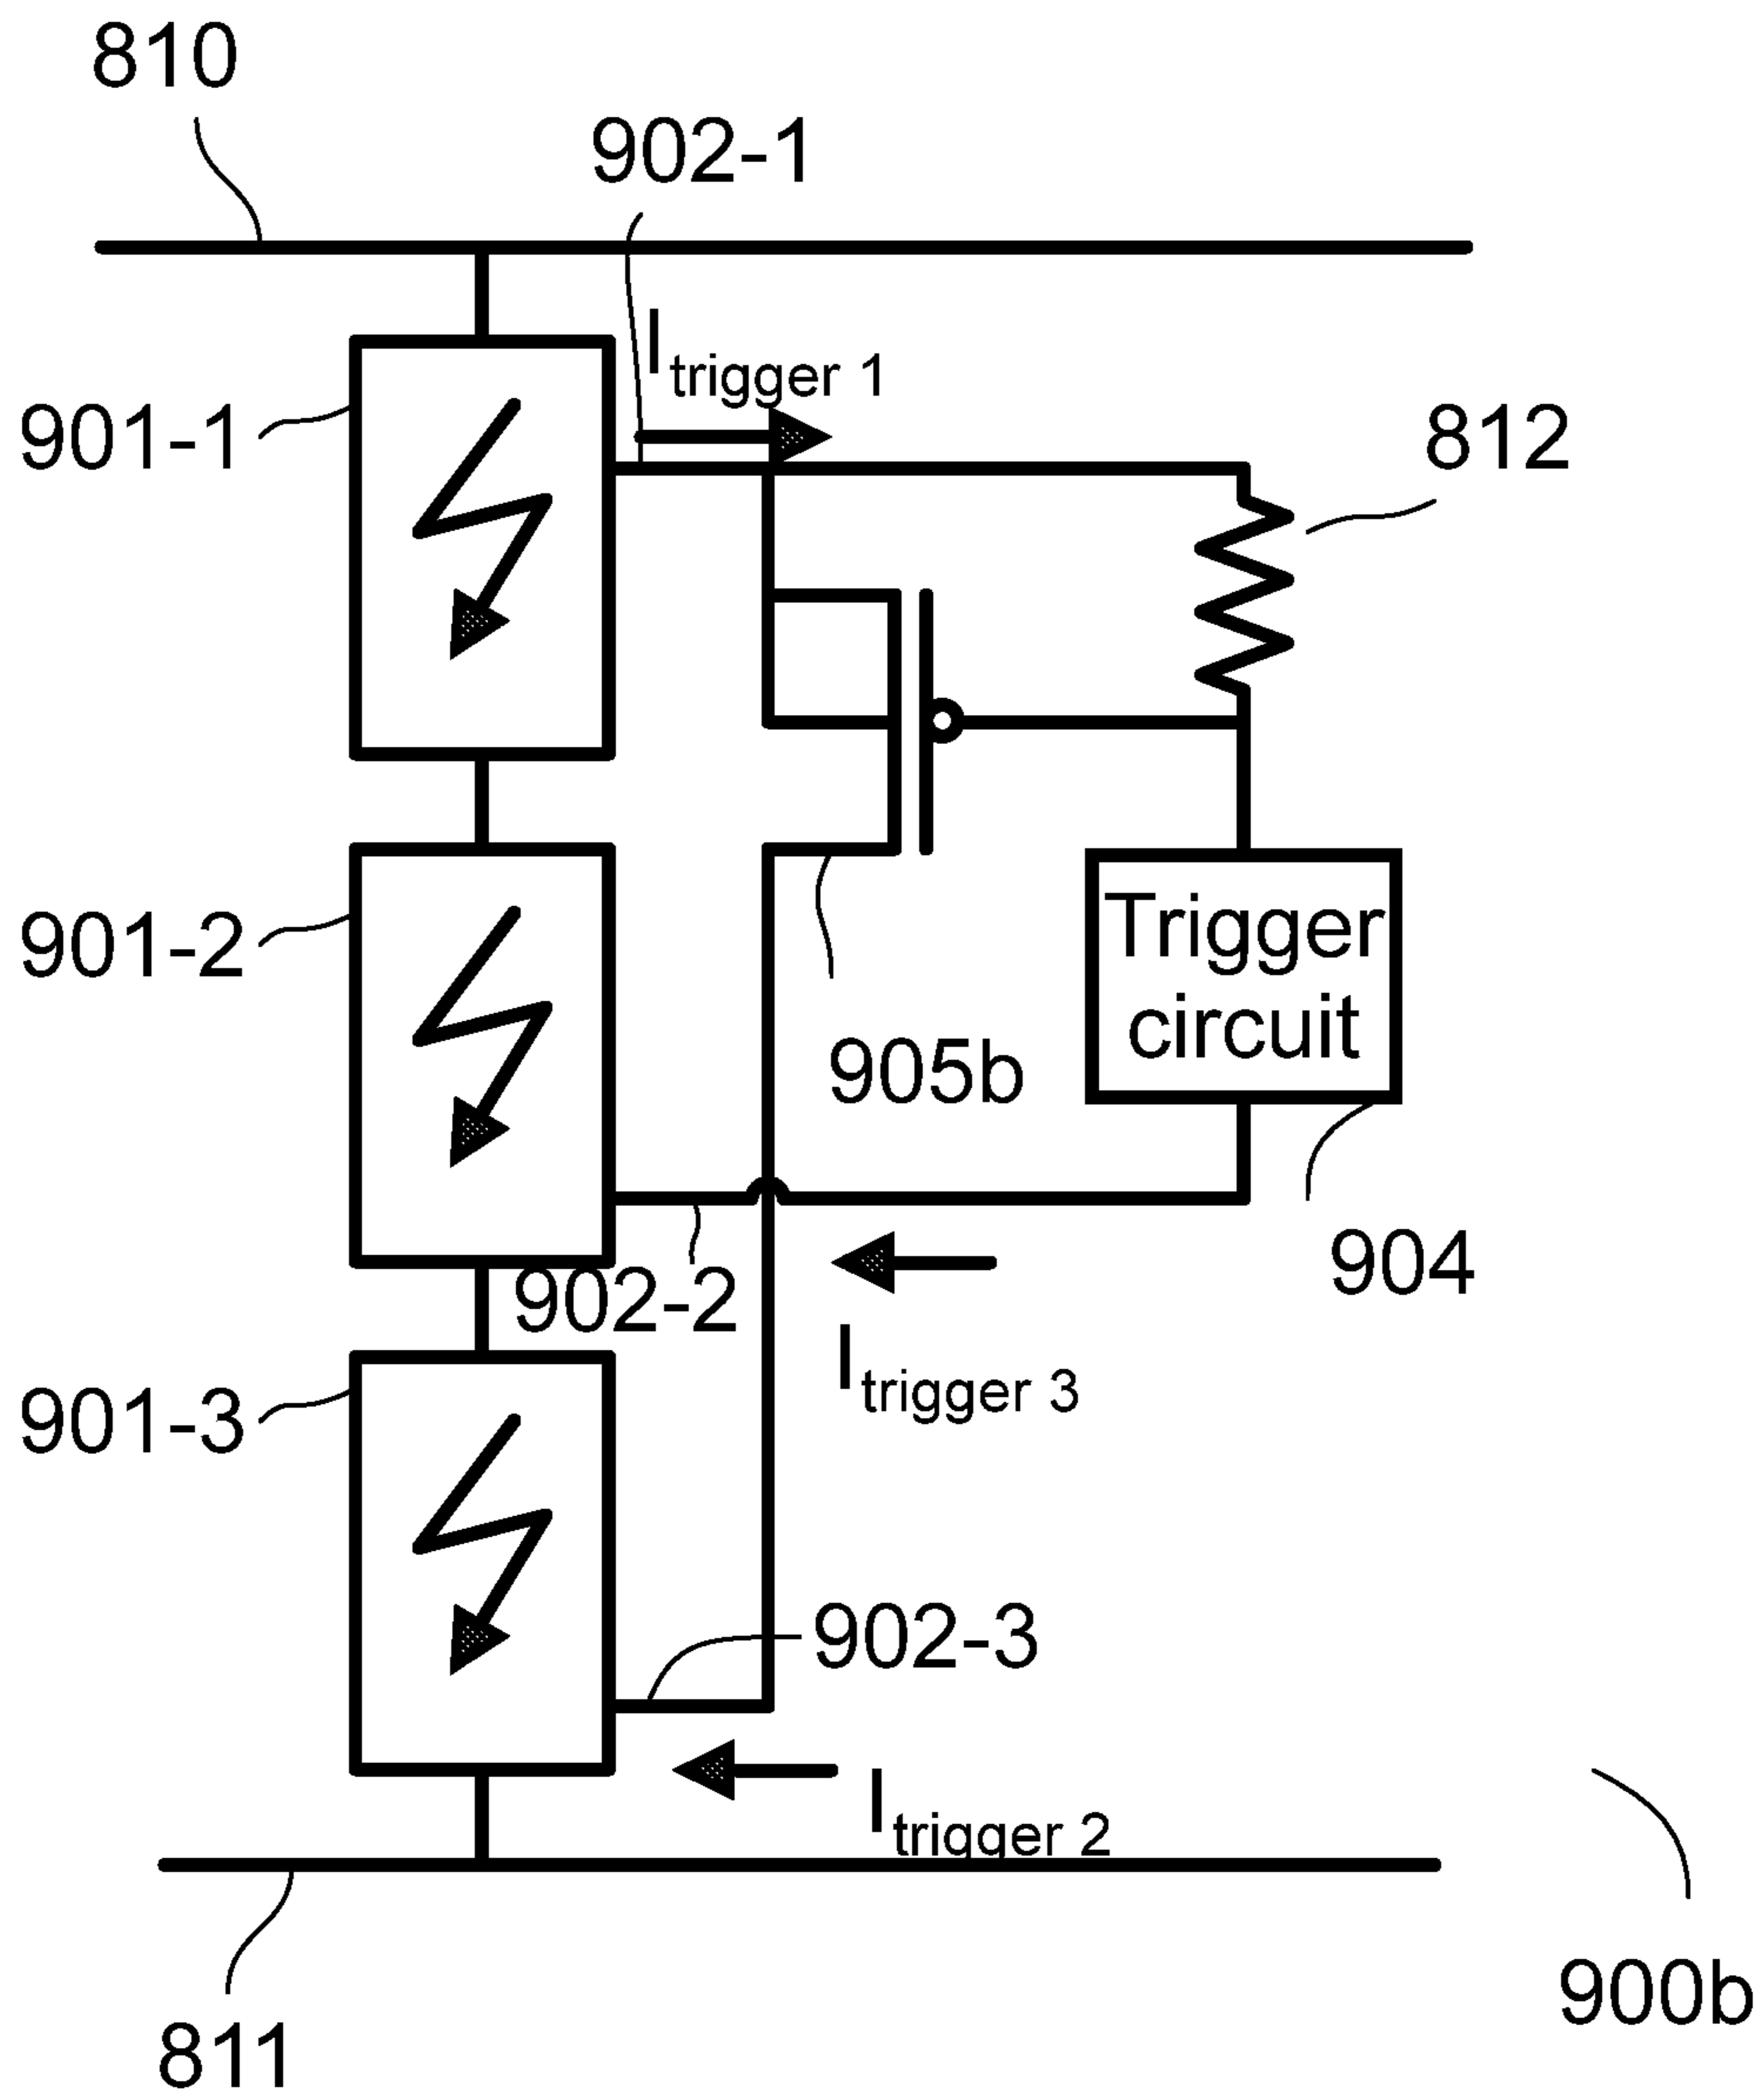 810
902-1
I trigger 1
901-1
812
901-2
Trigger
circuit
905b
904
902-2
I trigger 3
901-3
902-3
I trigger 2
900b
811